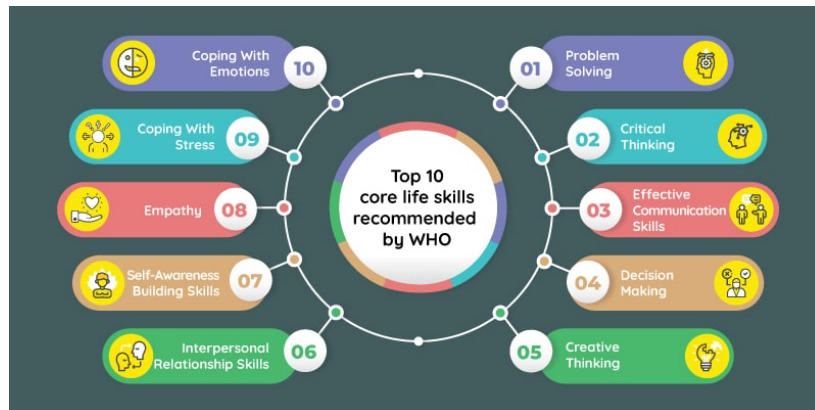 Top 10
core life skills
recommended
by WHO
01
Problem
Solving
02
Critical
Thinking
03
Effective
Communication
Skills
04
Decision
Making
05
Creative
Thinking
06
Interpersonal
Relationship Skills
07
Self-Awareness
Building Skills
08
Empathy
09
Coping With
Stress
10
Coping With
Emotions